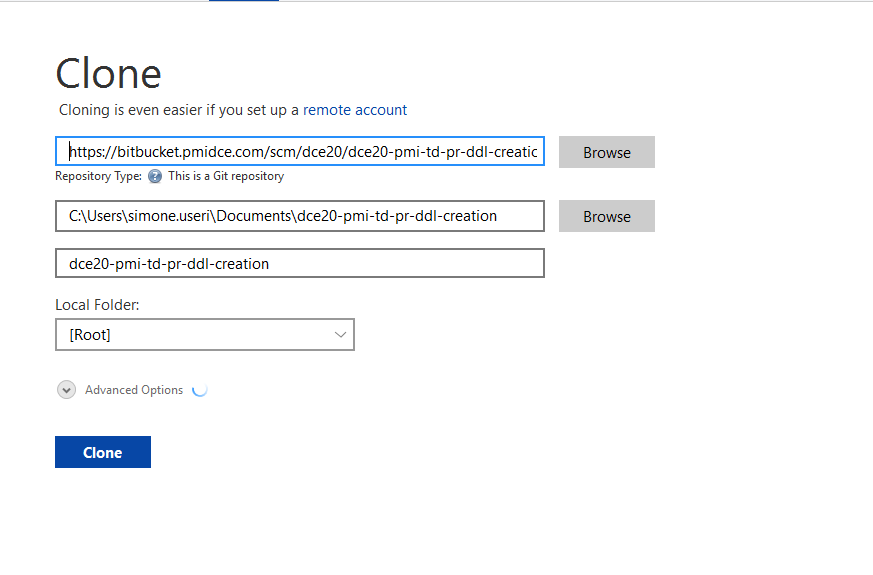 Clone
Cloning is even easier if you set up a remote account
https://bitbucket.pmidce.com/scm/dce20/dce20-pmi-td-pr-ddl-creatic
Browse
Repository Type: ? This is a Git repository
C:\Users\simone.useri\Documents\dce20-pmi-td-pr-ddl-creation
Browse
dce20-pmi-td-pr-ddl-creation
Local Folder:
[Root]
Advanced Options
Clone